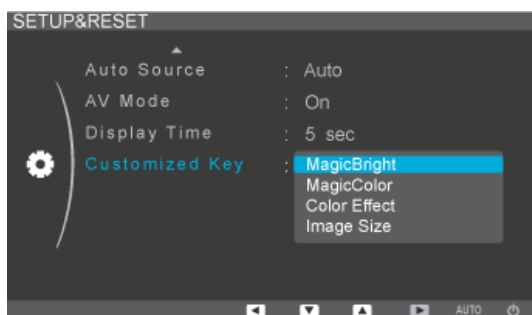 SETUP&RESET
Auto Source : Auto
AV Mode : On
Display Time : 5 sec
Customized Key : MagicBright
MagicColor
Color Effect
Image Size
AUTO